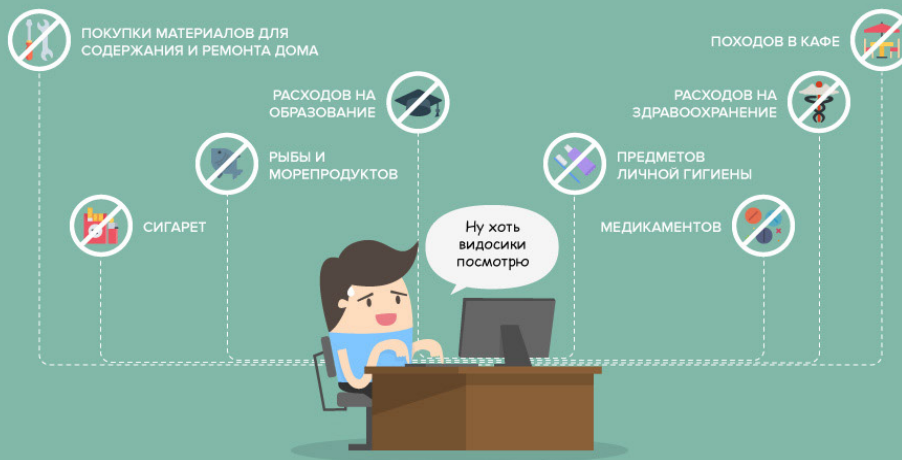 ПОКУПКИ МАТЕРИАЛОВ ДЛЯ
СОДЕРЖАНИЯ И РЕМОНТА ДОМА
ПОХОДОВ В КАФЕ
РАСХОДОВ НА
ОБРАЗОВАНИЕ
РАСХОДОВ НА
ЗДРАВООХРАНЕНИЕ
РЫБЫ И
МОРЕПРОДУКТОВ
ПРЕДМЕТОВ
ЛИЧНОЙ ГИГИЕНЫ
СИГАРЕТ
МЕДИКАМЕНТОВ
Ну хоть
видосики
посмотрю